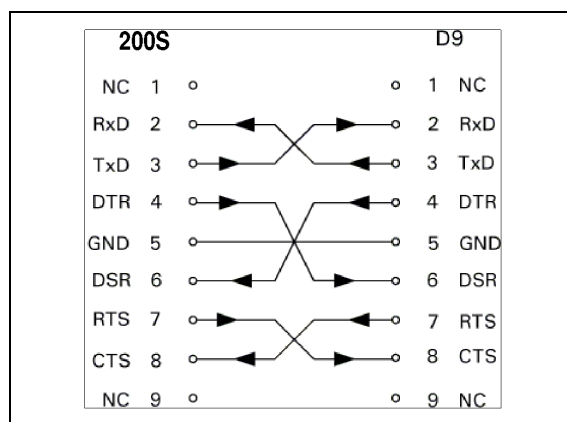 200S D9
NC 1 1 NC
RxD 2 2 RxD
TxD 3 3 TxD
DTR 4 4 DTR
GND 5 5 GND
DSR 6 6 DSR
RTS 7 7 RTS
CTS 8 8 CTS
NC 9 9 NC